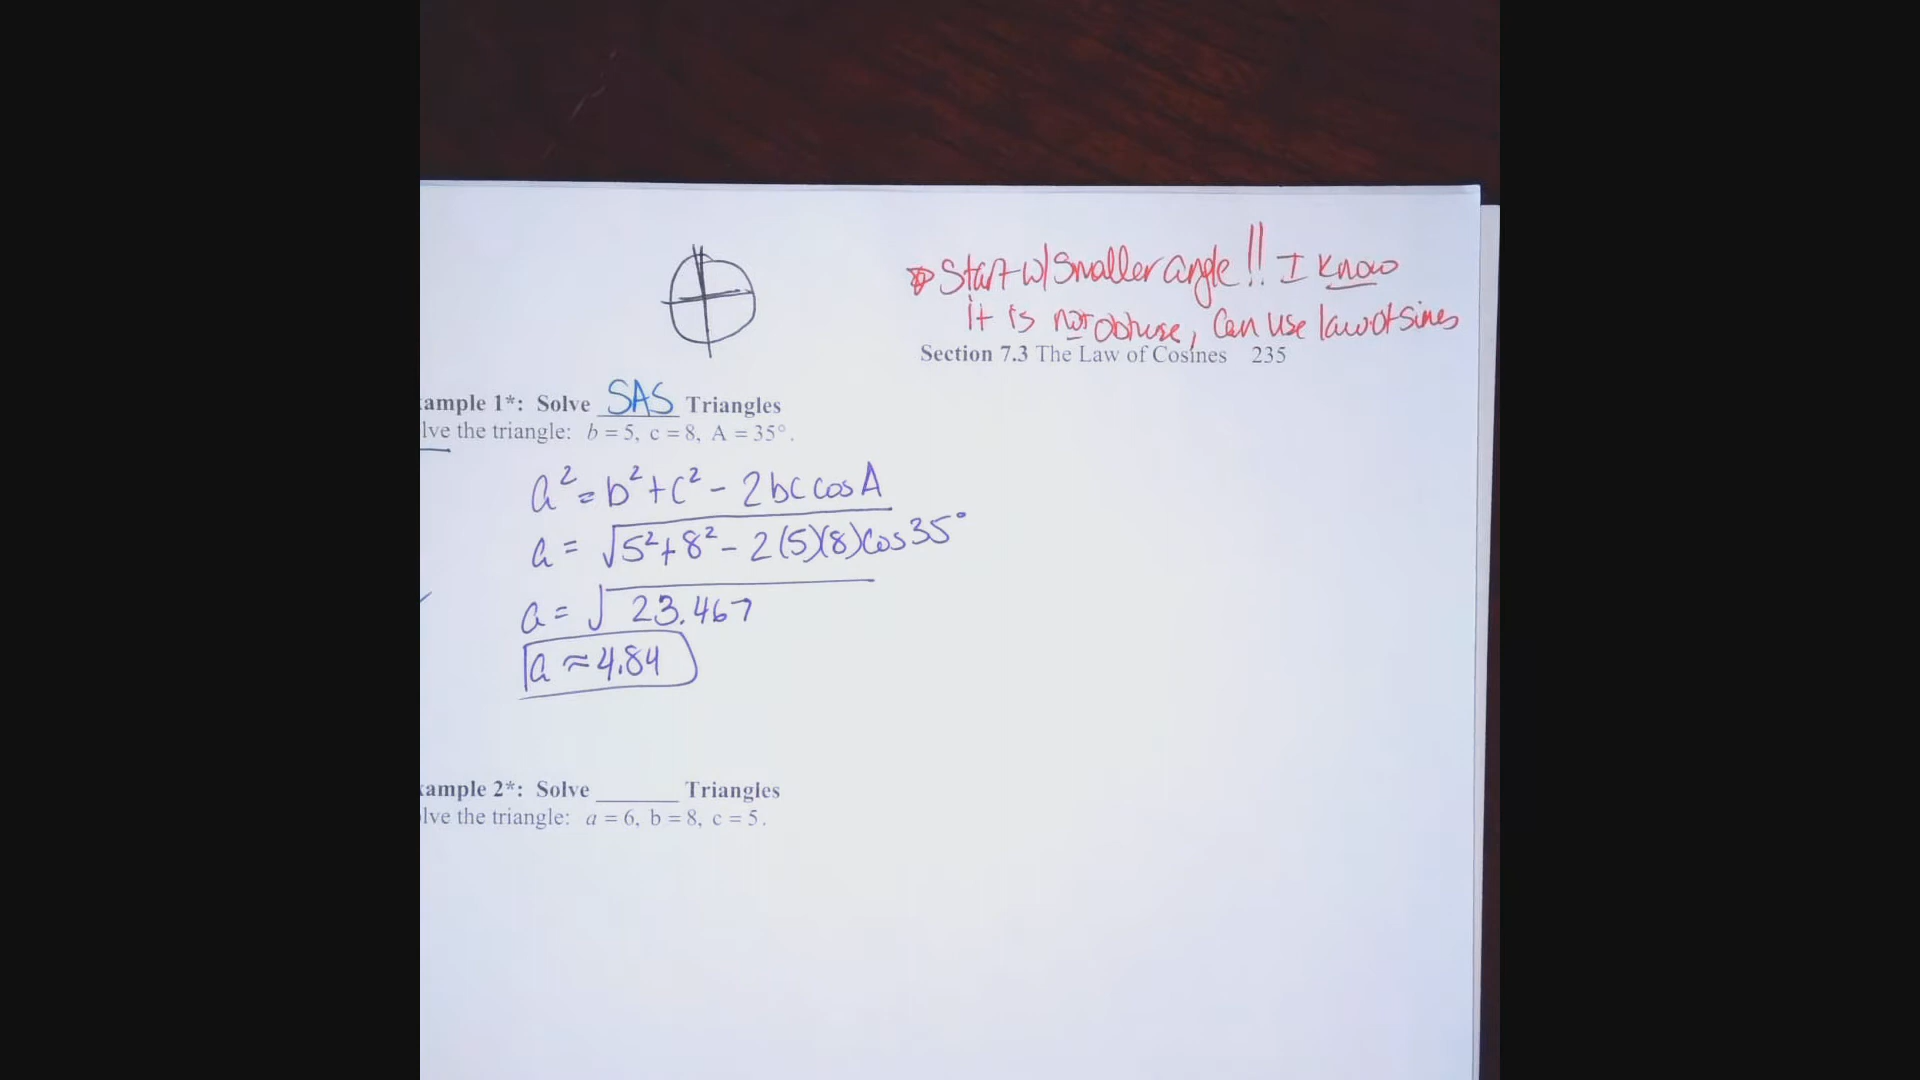 Start w/ smaller angle!! I know
it is not obtuse, can use law of sines
Section 7.3 The Law of Cosines 235
ample 1*: Solve SAS Triangles
lve the triangle: b = 5, c = 8, A = 35°.
a² = b² + c² - 2bc cos A
a = √5² + 8² - 2(5)(8)cos 35°
a = √23.467
a ≈ 4.84
ample 2*: Solve ______ Triangles
lve the triangle: a = 6, b = 8, c = 5.